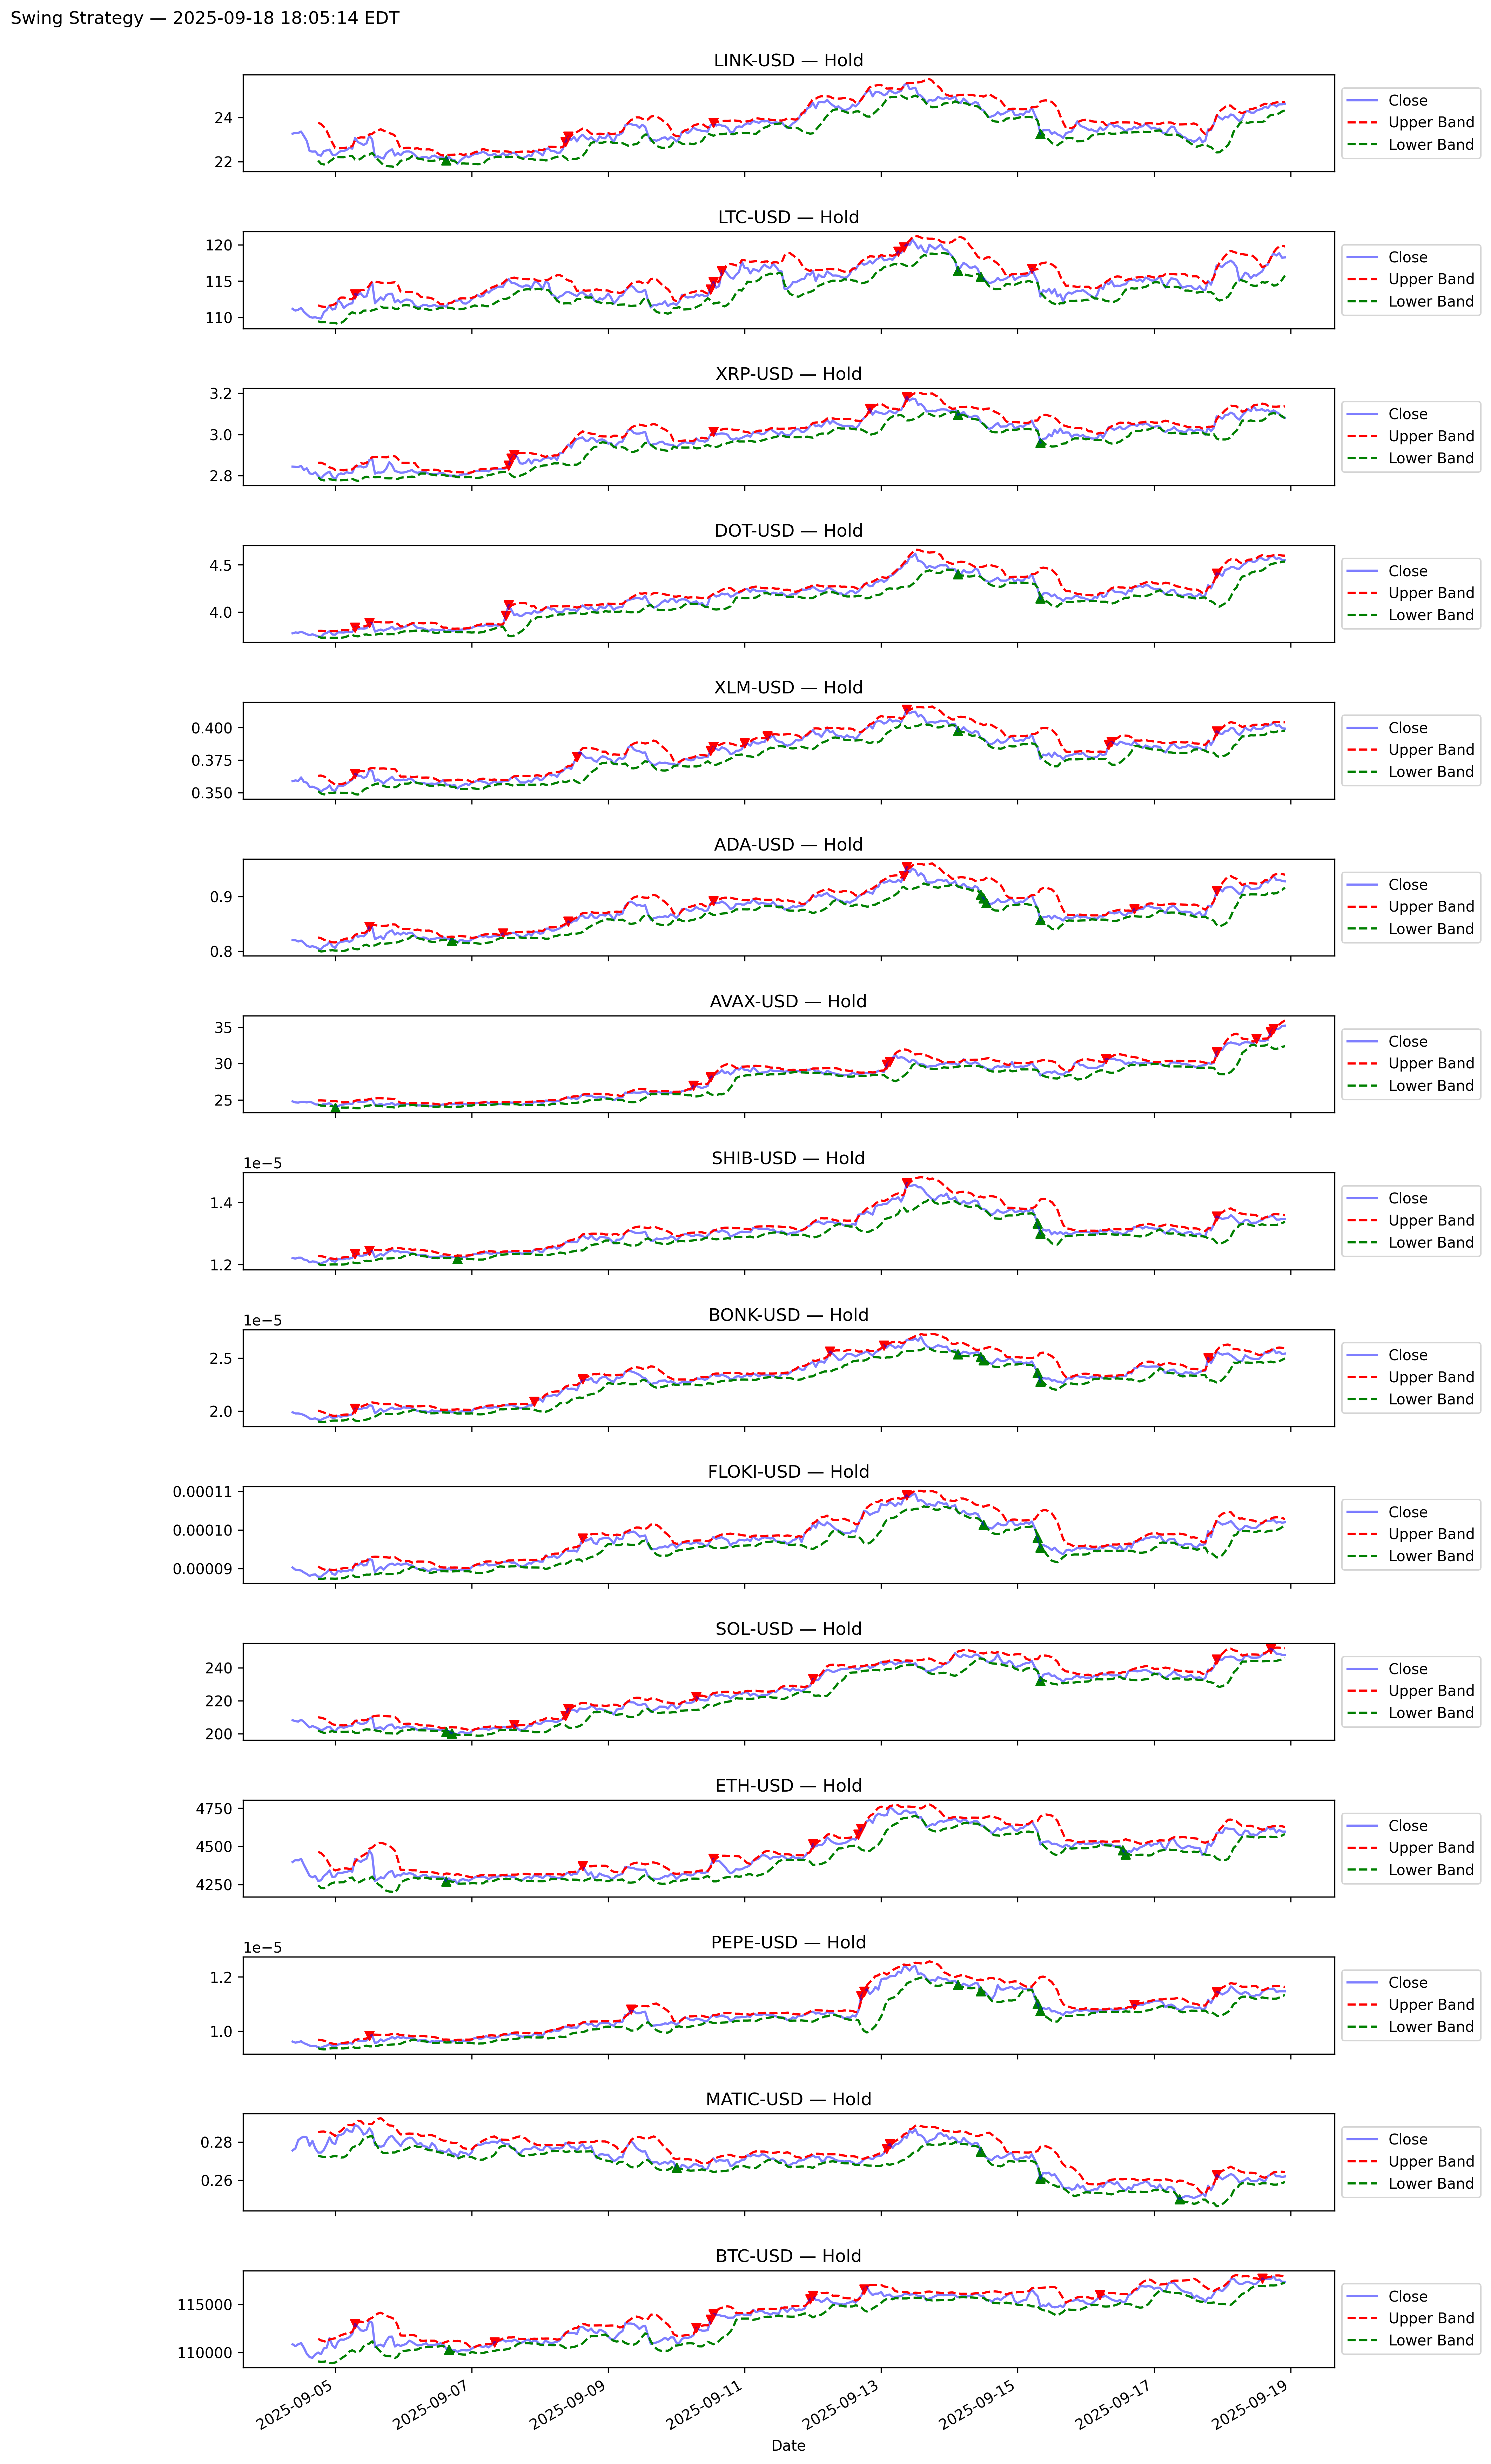 Swing Strategy — 2025-09-18 18:05:14 EDT
LINK-USD — Hold
24
22
Close
Upper Band
Lower Band
LTC-USD — Hold
120
115
110
Close
Upper Band
Lower Band
XRP-USD — Hold
3.2
3.0
2.8
Close
Upper Band
Lower Band
DOT-USD — Hold
4.5
4.0
Close
Upper Band
Lower Band
XLM-USD — Hold
0.400
0.375
0.350
Close
Upper Band
Lower Band
ADA-USD — Hold
0.9
0.8
Close
Upper Band
Lower Band
AVAX-USD — Hold
35
30
25
Close
Upper Band
Lower Band
SHIB-USD — Hold
1e−5
1.4
1.2
Close
Upper Band
Lower Band
BONK-USD — Hold
1e−5
2.5
2.0
Close
Upper Band
Lower Band
FLOKI-USD — Hold
0.00011
0.00010
0.00009
Close
Upper Band
Lower Band
SOL-USD — Hold
240
220
200
Close
Upper Band
Lower Band
ETH-USD — Hold
4750
4500
4250
Close
Upper Band
Lower Band
PEPE-USD — Hold
1e−5
1.2
1.0
Close
Upper Band
Lower Band
MATIC-USD — Hold
0.28
0.26
Close
Upper Band
Lower Band
BTC-USD — Hold
115000
110000
Close
Upper Band
Lower Band
2025-09-05
2025-09-07
2025-09-09
2025-09-11
2025-09-13
2025-09-15
2025-09-17
2025-09-19
Date